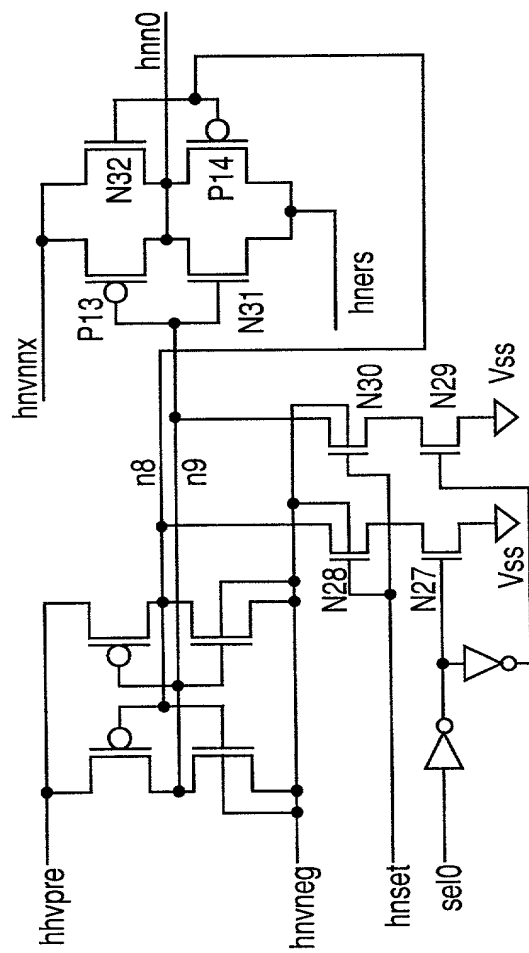 hnvnnx
hnn0
P13
N32
N31
P14
hners
n8
n9
hhvpre
hnvneg
hnset
sel0
N28
N30
N27
N29
Vss
Vss